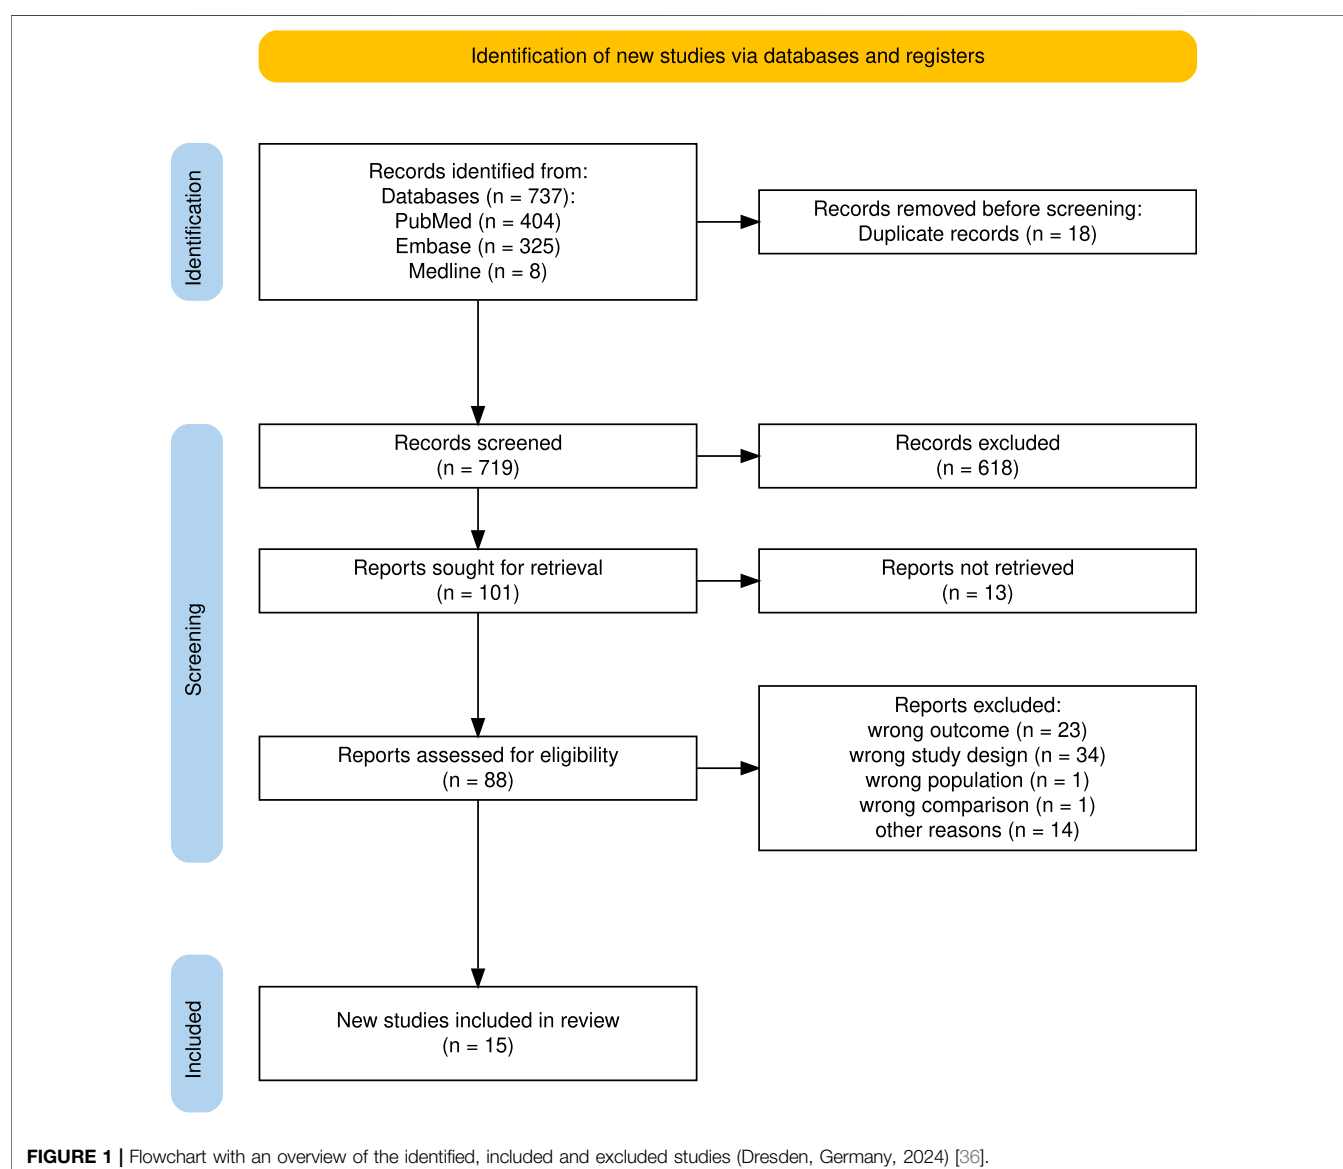 Identification of new studies via databases and registers
Identification
Records identified from:
Databases (n = 737):
PubMed (n = 404)
Embase (n = 325)
Medline (n = 8)
Records removed before screening:
Duplicate records (n = 18)
Screening
Records screened
(n = 719)
Records excluded
(n = 618)
Reports sought for retrieval
(n = 101)
Reports not retrieved
(n = 13)
Reports assessed for eligibility
(n = 88)
Reports excluded:
wrong outcome (n = 23)
wrong study design (n = 34)
wrong population (n = 1)
wrong comparison (n = 1)
other reasons (n = 14)
Included
New studies included in review
(n = 15)
FIGURE 1 | Flowchart with an overview of the identified, included and excluded studies (Dresden, Germany, 2024) [36].